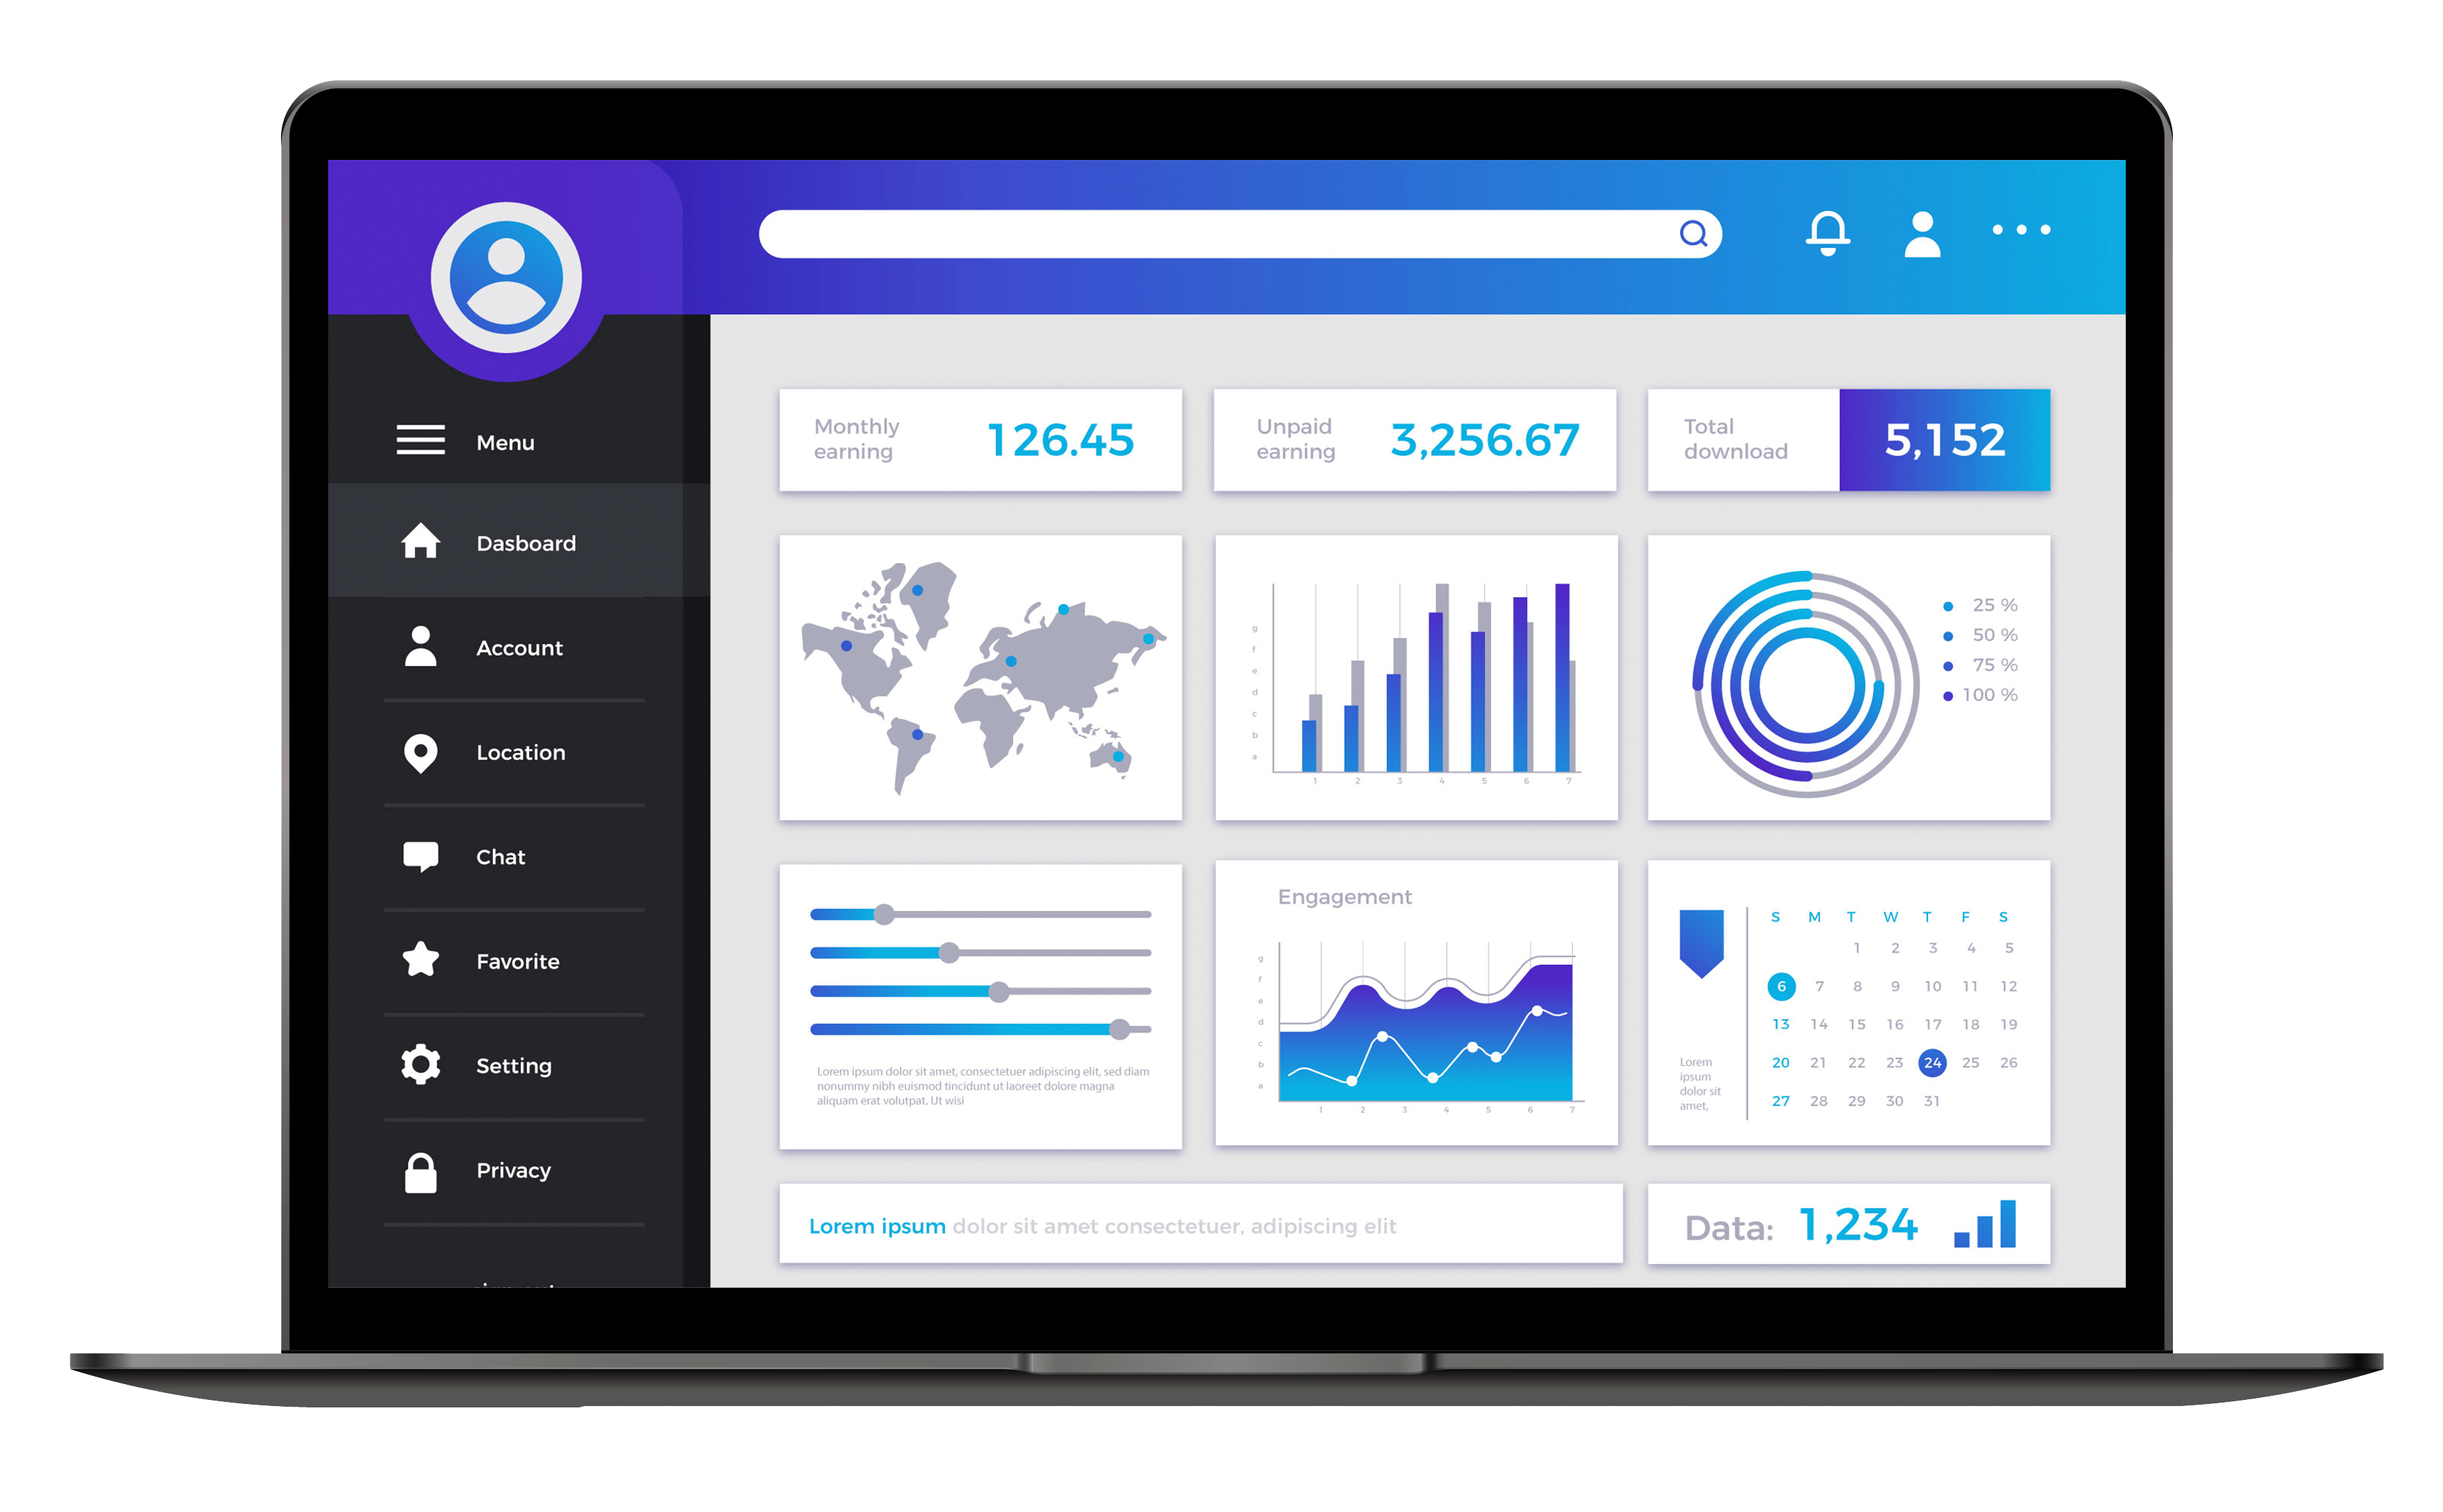 Menu
Dasboard
Account
Location
Chat
Favorite
Setting
Privacy
Monthly
earning
126.45
Unpaid
earning
3,256.67
Total
download
5,152
g
f
e
d
c
b
a
1 2 3 4 5 6 7
25 %
50 %
75 %
100 %
Lorem ipsum dolor sit amet, consectetuer adipiscing elit, sed diam
nonummy nibh euismod tincidunt ut laoreet dolore magna
aliquam erat volutpat. Ut wisi
Engagement
g
f
e
d
c
b
a
1 2 3 4 5 6 7
Lorem
ipsum
dolor sit
amet,
S M T W T F S
1 2 3 4 5
6 7 8 9 10 11 12
13 14 15 16 17 18 19
20 21 22 23 24 25 26
27 28 29 30 31
Lorem ipsum dolor sit amet consectetuer, adipiscing elit
Data: 1,234